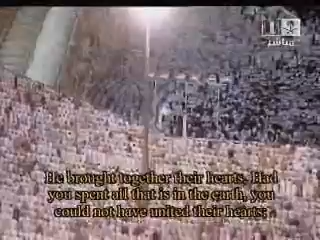 مباشر
He brought together their hearts. Had
you spent all that is in the earth, you
could not have united their hearts;